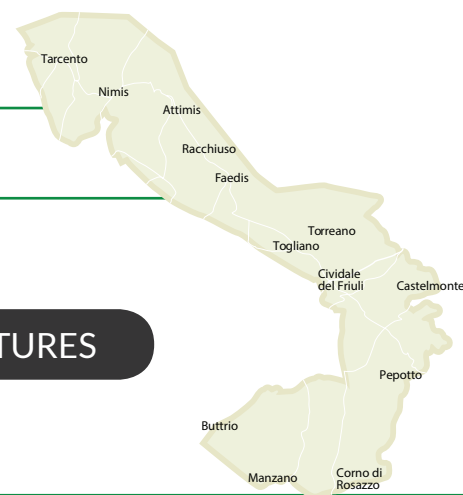 Tarcento
Nimis
Attimis
Racchiuso
Faedis
Torreano
Togliano
Cividale
del Friuli
Castelmonte
TURES
Pepotto
Buttrio
Manzano
Corno di
Rosazzo